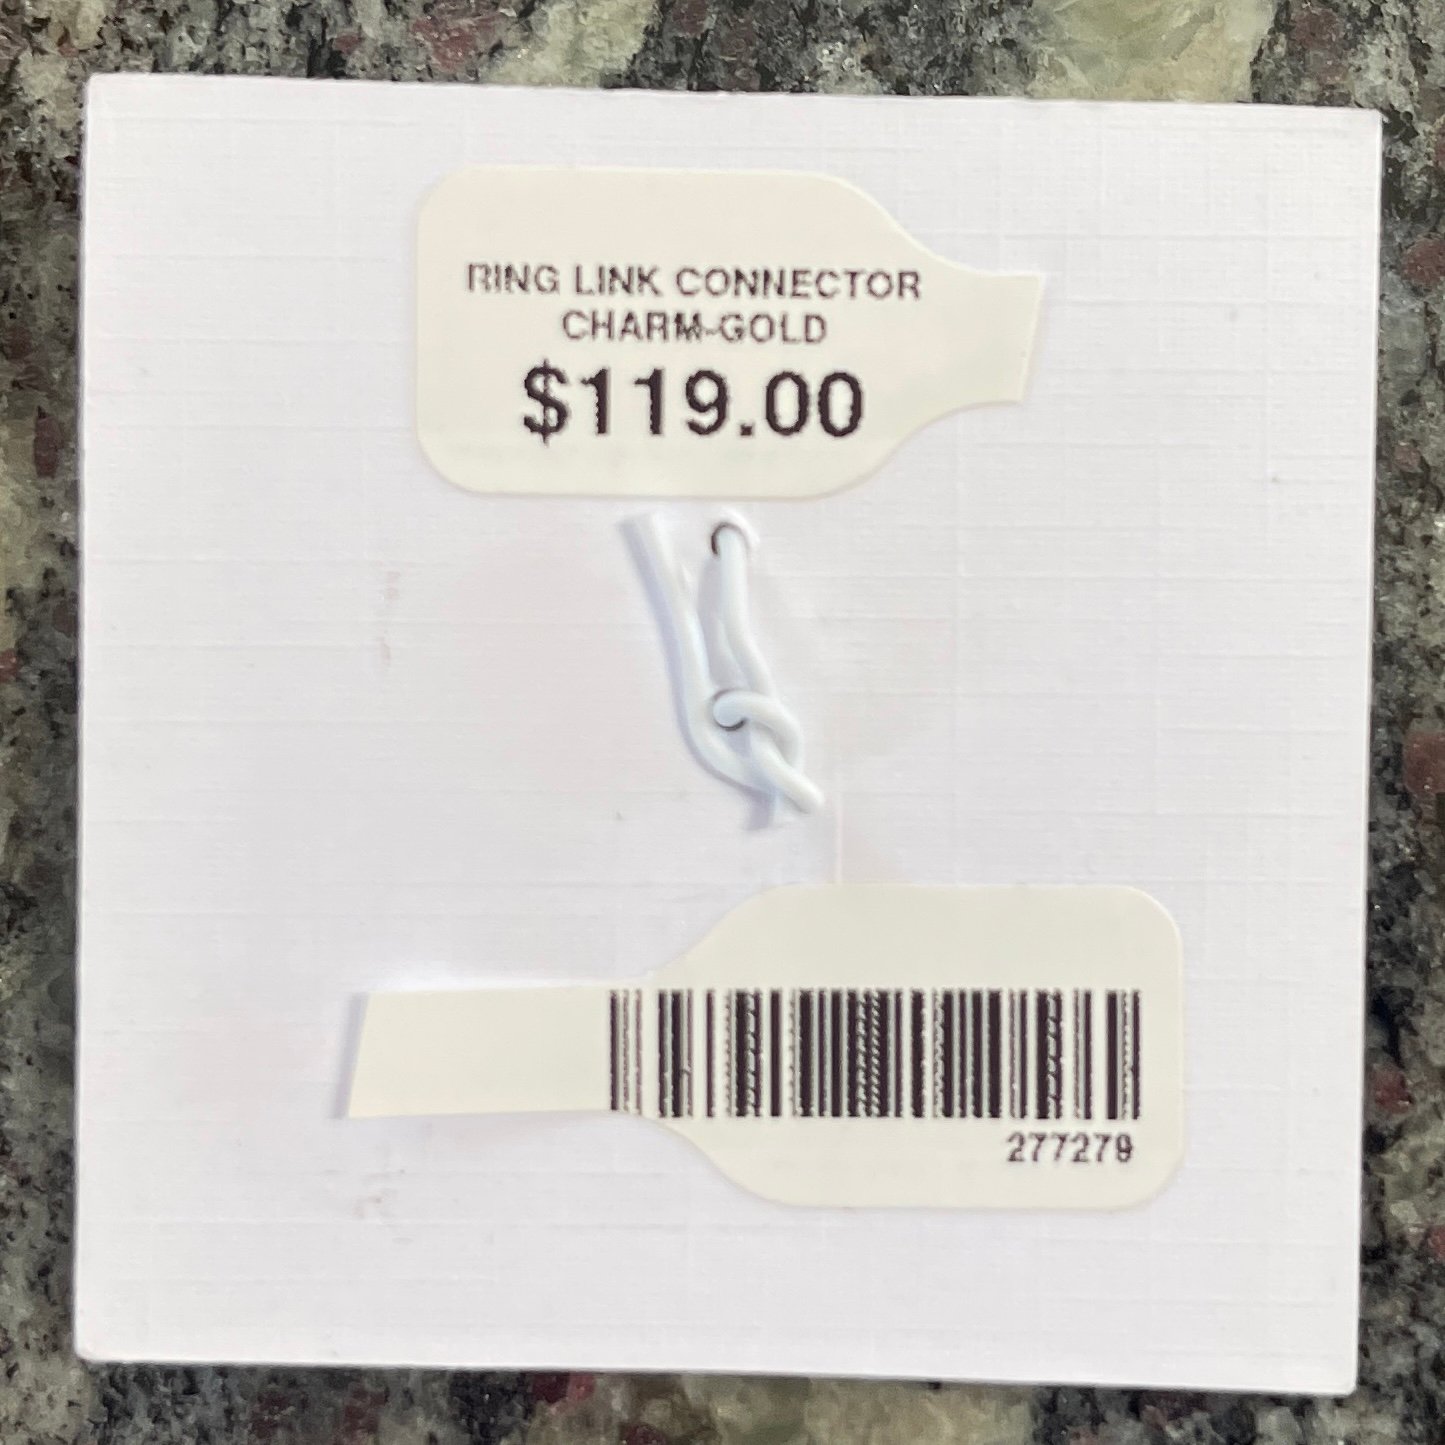 RING LINK CONNECTOR
CHARM-GOLD
$119.00
277279